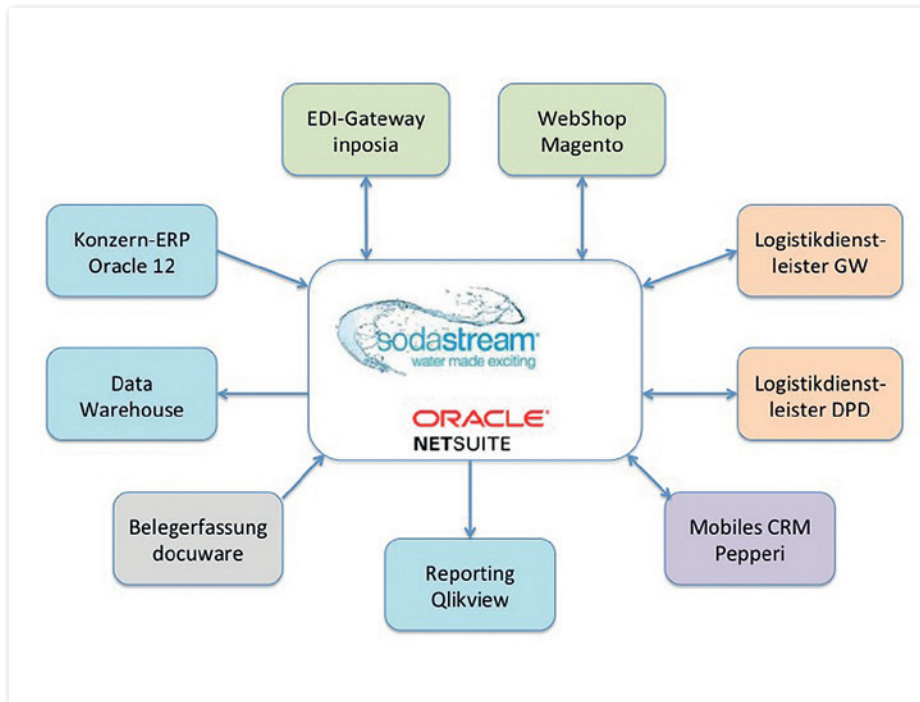 EDI-Gateway
inposia
WebShop
Magento
Konzern-ERP
Oracle 12
Logistikdienst-
leister GW
sodastream®
water made exciting
Data
Warehouse
Logistikdienst-
leister DPD
ORACLE®
NETSUITE
Belegerfassung
docuware
Reporting
Qlikview
Mobiles CRM
Pepperi